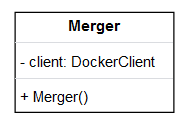 Merger
- client: DockerClient
+ Merger()